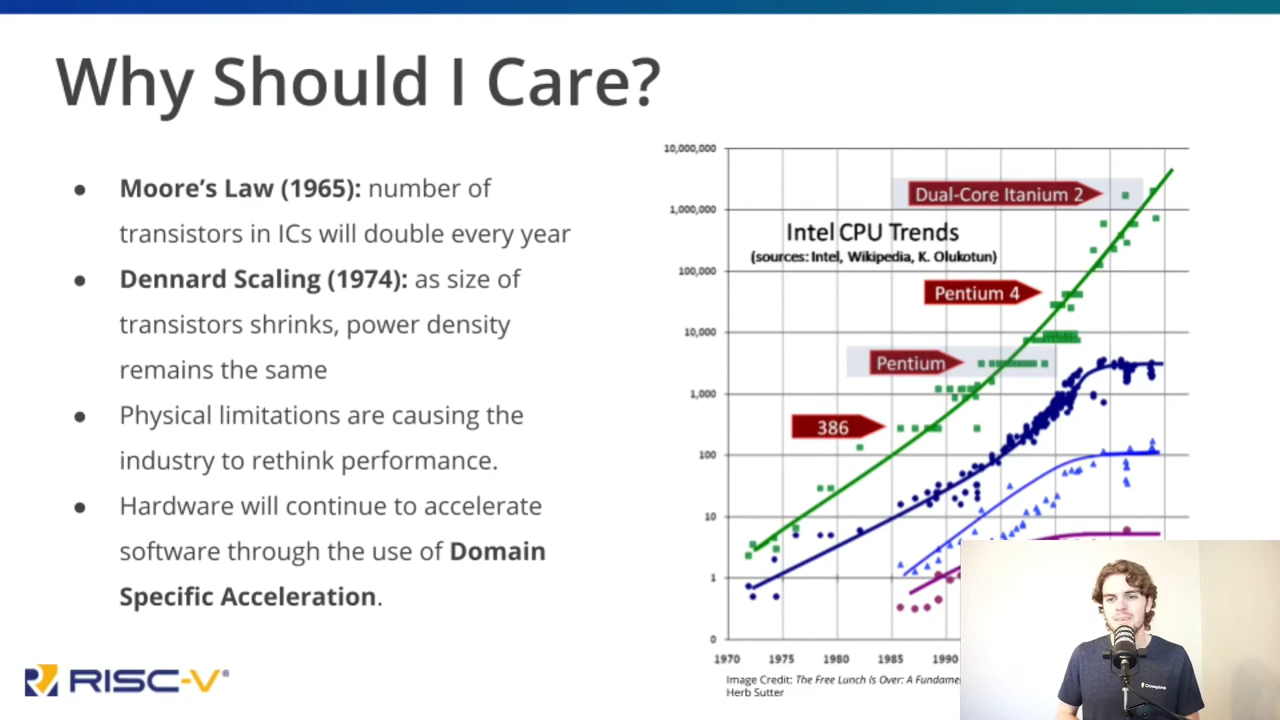 Why Should I Care?
● Moore's Law (1965): number of
transistors in ICs will double every year
● Dennard Scaling (1974): as size of
transistors shrinks, power density
remains the same
● Physical limitations are causing the
industry to rethink performance.
● Hardware will continue to accelerate
software through the use of Domain
Specific Acceleration.
10,000,000
1,000,000
100,000
10,000
1,000
100
10
1
0
Dual-Core Itanium 2
Intel CPU Trends
(sources: Intel, Wikipedia, K. Olukotun)
Pentium 4
Pentium
386
1970 1975 1980 1985 1990
Image Credit: The Free Lunch Is Over: A Fundame
Herb Sutter
RISC-V®